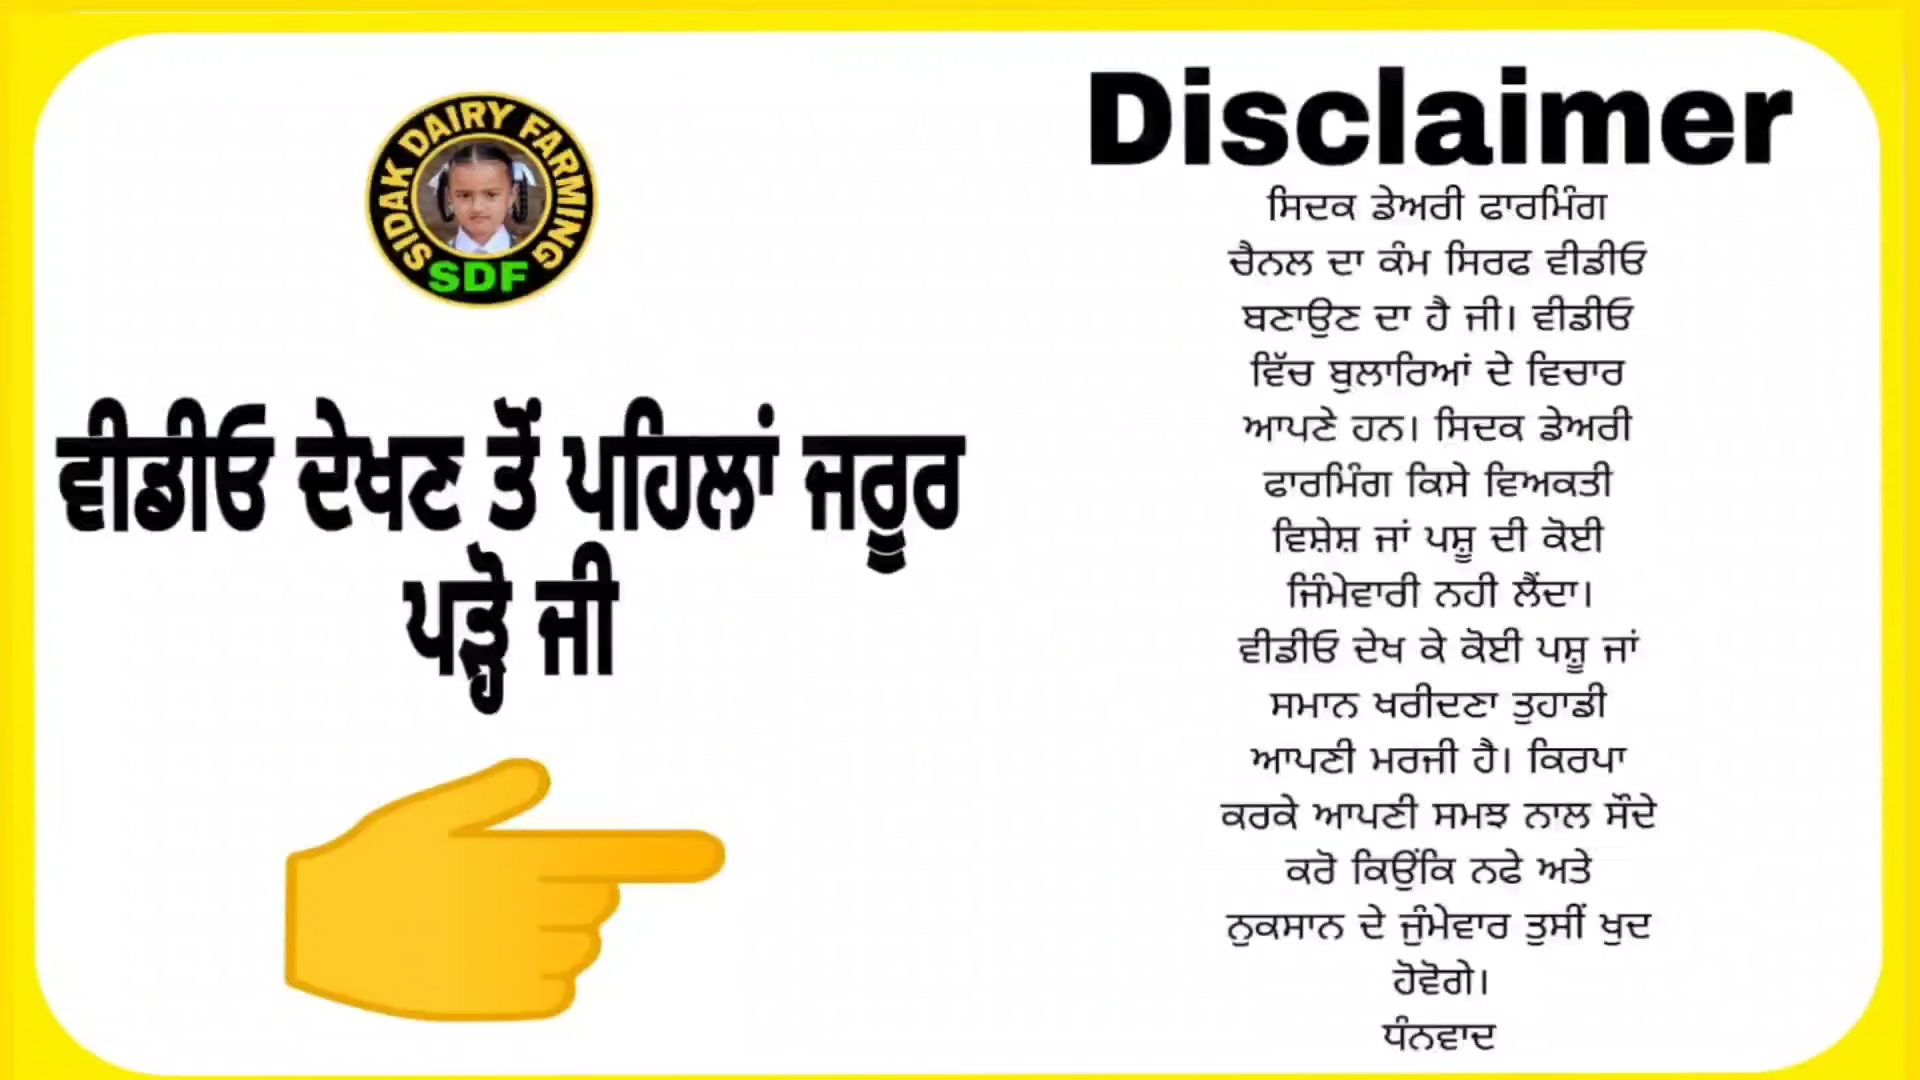 SIDAK DAIRY FARMING
SDF
ਵੀਡੀਓ ਦੇਖਣ ਤੋਂ ਪਹਿਲਾਂ ਜਰੂਰ
ਪੜ੍ਹੋ ਜੀ
Disclaimer
ਸਿਦਕ ਡੇਅਰੀ ਫਾਰਮਿੰਗ
ਚੈਨਲ ਦਾ ਕੰਮ ਸਿਰਫ ਵੀਡੀਓ
ਬਣਾਉਣ ਦਾ ਹੈ ਜੀ। ਵੀਡੀਓ
ਵਿੱਚ ਬੁਲਾਰਿਆਂ ਦੇ ਵਿਚਾਰ
ਆਪਣੇ ਹਨ। ਸਿਦਕ ਡੇਅਰੀ
ਫਾਰਮਿੰਗ ਕਿਸੇ ਵਿਅਕਤੀ
ਵਿਸ਼ੇਸ਼ ਜਾਂ ਪਸ਼ੂ ਦੀ ਕੋਈ
ਜਿੰਮੇਵਾਰੀ ਨਹੀ ਲੈਂਦਾ।
ਵੀਡੀਓ ਦੇਖ ਕੇ ਕੋਈ ਪਸ਼ੂ ਜਾਂ
ਸਮਾਨ ਖਰੀਦਣਾ ਤੁਹਾਡੀ
ਆਪਣੀ ਮਰਜੀ ਹੈ। ਕਿਰਪਾ
ਕਰਕੇ ਆਪਣੀ ਸਮਝ ਨਾਲ ਸੌਦੇ
ਕਰੋ ਕਿਉਂਕਿ ਨਫੇ ਅਤੇ
ਨੁਕਸਾਨ ਦੇ ਜੁੰਮੇਵਾਰ ਤੁਸੀਂ ਖੁਦ
ਹੋਵੋਗੇ।
ਧੰਨਵਾਦ